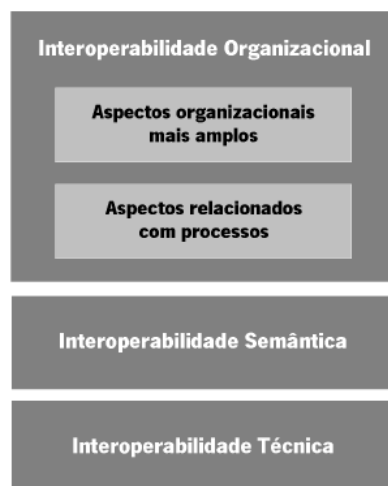 Interoperabilidade Organizacional
Aspectos organizacionais
mais amplos
Aspectos relacionados
com processos
Interoperabilidade Semântica
Interoperabilidade Técnica